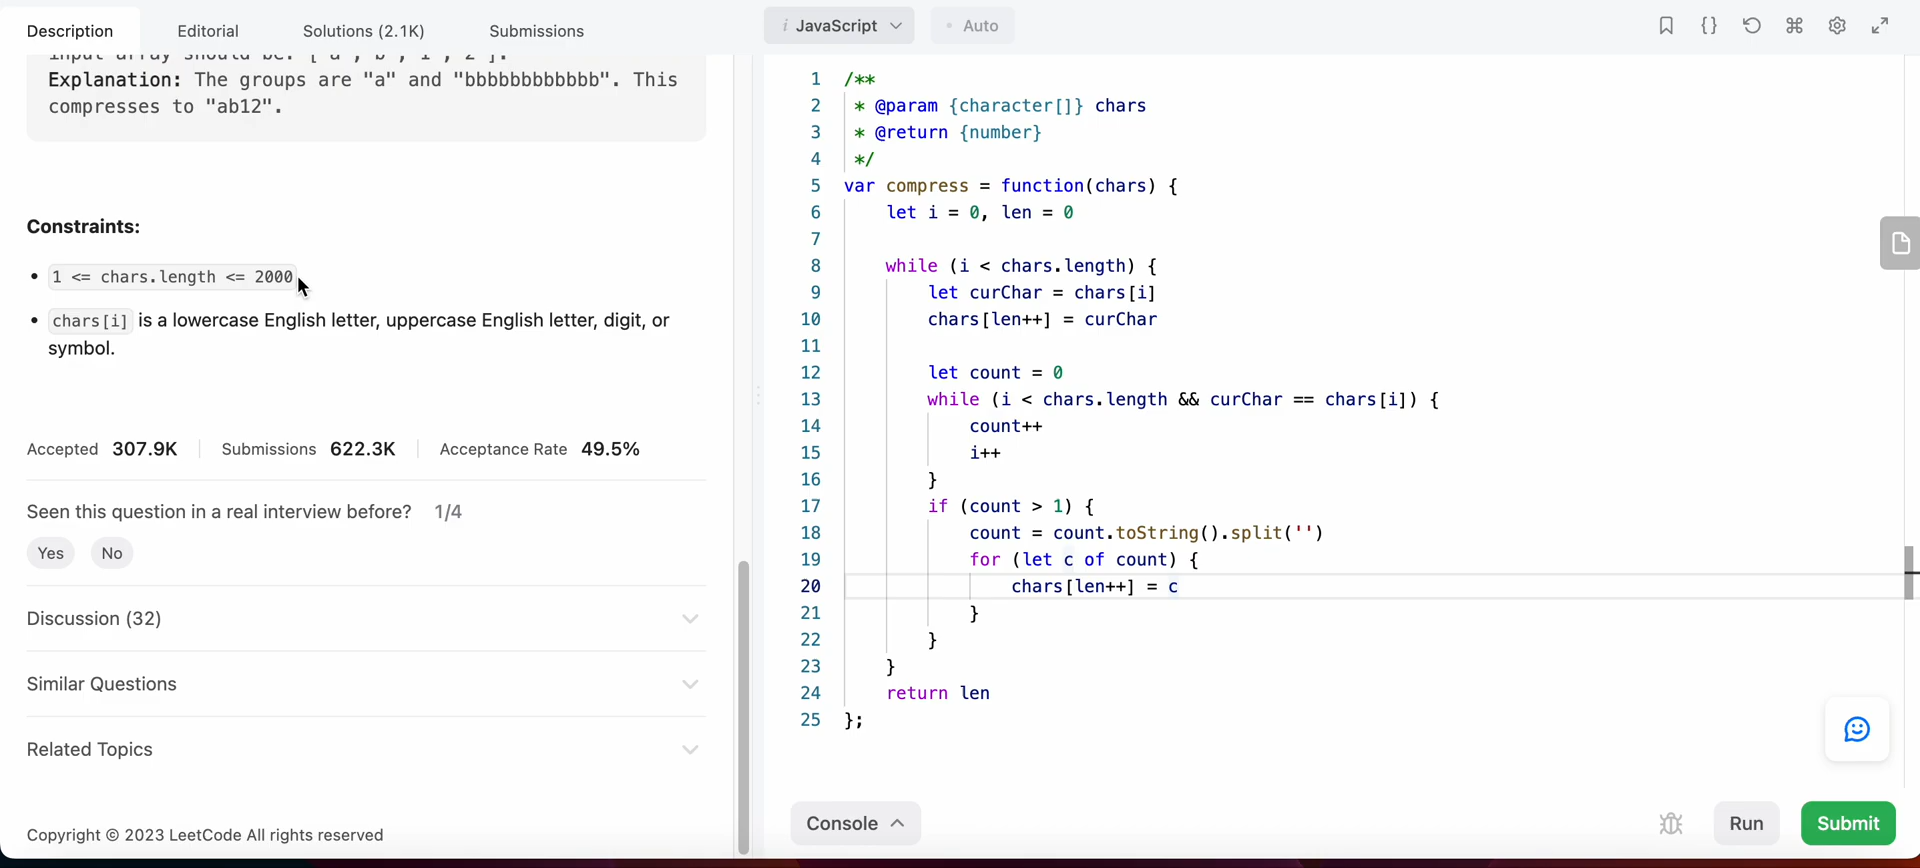 Description Editorial Solutions (2.1K) Submissions
Explanation: The groups are "a" and "bbbbbbbbbbbb". This
compresses to "ab12".
Constraints:
• 1 <= chars.length <= 2000
• chars[i] is a lowercase English letter, uppercase English letter, digit, or
symbol.
Accepted 307.9K Submissions 622.3K Acceptance Rate 49.5%
Seen this question in a real interview before? 1/4
Yes No
Discussion (32)
Similar Questions
Related Topics
Copyright © 2023 LeetCode All rights reserved
i JavaScript • Auto
1 /**
2  * @param {character[]} chars
3  * @return {number}
4  */
5 var compress = function(chars) {
6     let i = 0, len = 0
7
8     while (i < chars.length) {
9         let curChar = chars[i]
10         chars[len++] = curChar
11
12         let count = 0
13         while (i < chars.length && curChar == chars[i]) {
14             count++
15             i++
16         }
17         if (count > 1) {
18             count = count.toString().split('')
19             for (let c of count) {
20                 chars[len++] = c
21             }
22         }
23     }
24     return len
25 };
Console Run Submit